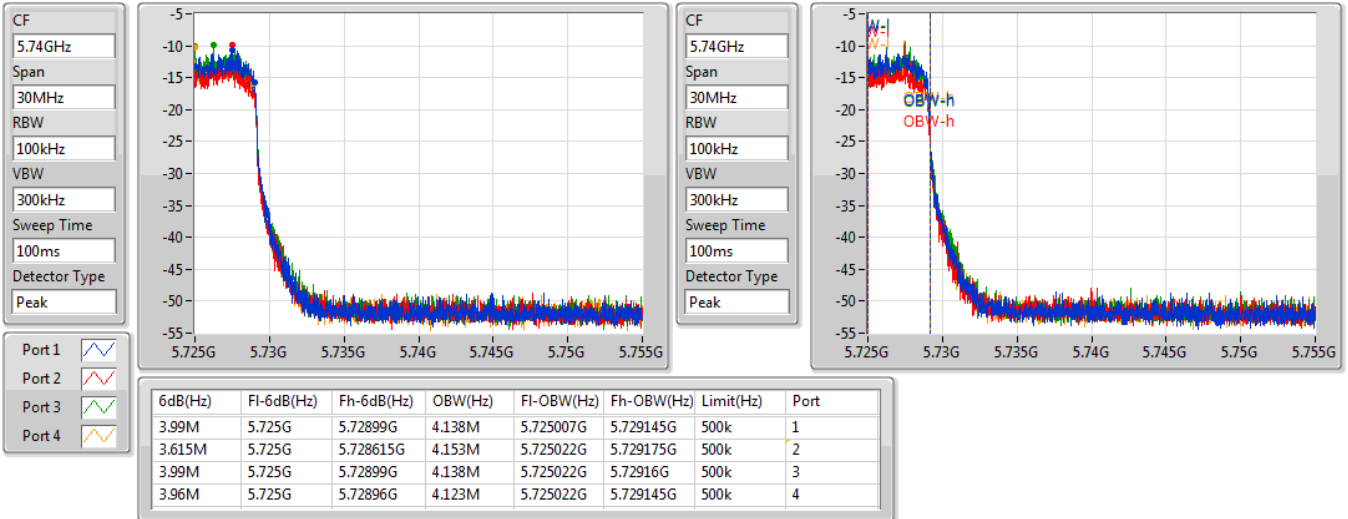 CF
5.74GHz
Span
30MHz
RBW
100kHz
VBW
300kHz
Sweep Time
100ms
Detector Type
Peak
-5
-10
-15
-20
-25
-30
-35
-40
-45
-50
-55
5.725G 5.73G 5.735G 5.74G 5.745G 5.75G 5.755G
CF
5.74GHz
Span
30MHz
RBW
100kHz
VBW
300kHz
Sweep Time
100ms
Detector Type
Peak
-5
-10
-15
-20
-25
-30
-35
-40
-45
-50
-55
W-l
W-l
OBW-h
OBW-h
5.725G 5.73G 5.735G 5.74G 5.745G 5.75G 5.755G
Port 1
Port 2
Port 3
Port 4
6dB(Hz) Fl-6dB(Hz) Fh-6dB(Hz) OBW(Hz) Fl-OBW(Hz) Fh-OBW(Hz) Limit(Hz) Port
3.99M 5.725G 5.72899G 4.138M 5.725007G 5.729145G 500k 1
3.615M 5.725G 5.728615G 4.153M 5.725022G 5.729175G 500k 2
3.99M 5.725G 5.72899G 4.138M 5.725022G 5.72916G 500k 3
3.96M 5.725G 5.72896G 4.123M 5.725022G 5.729145G 500k 4